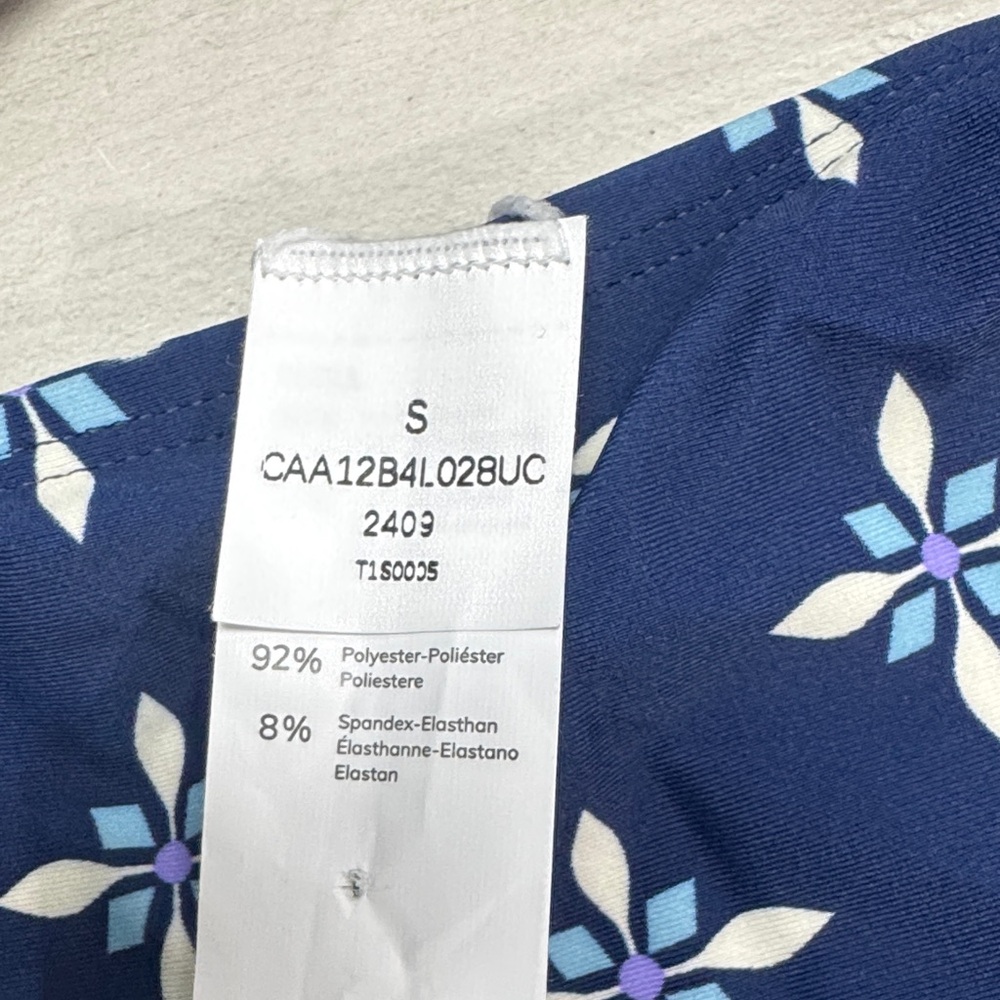 S
CAA12B4L028UC
2409
T1S0005
92% Polyester-Poliéster
Poliestere
8% Spandex-Elasthan
Élasthanne-Elastano
Elastan